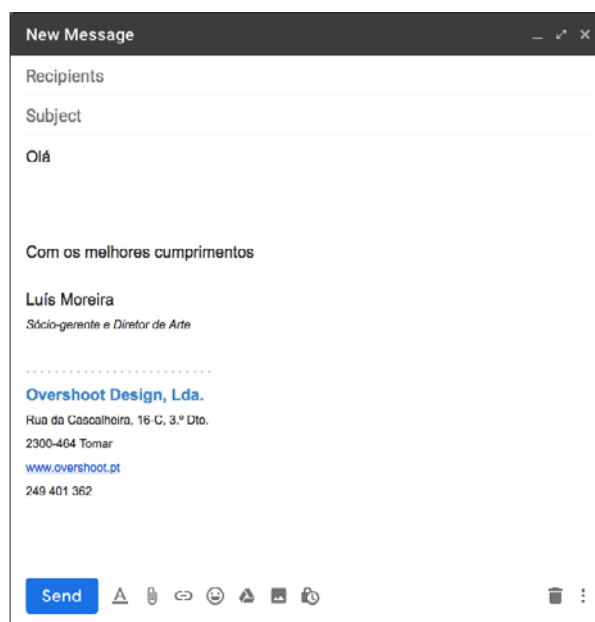 New Message
Recipients
Subject
Olá
Com os melhores cumprimentos
Luís Moreira
Sócio-gerente e Diretor de Arte
Overshoot Design, Lda.
Rua da Cascalheira, 16-C, 3.º Dto.
2300-464 Tomar
www.overshoot.pt
249 401 362
Send